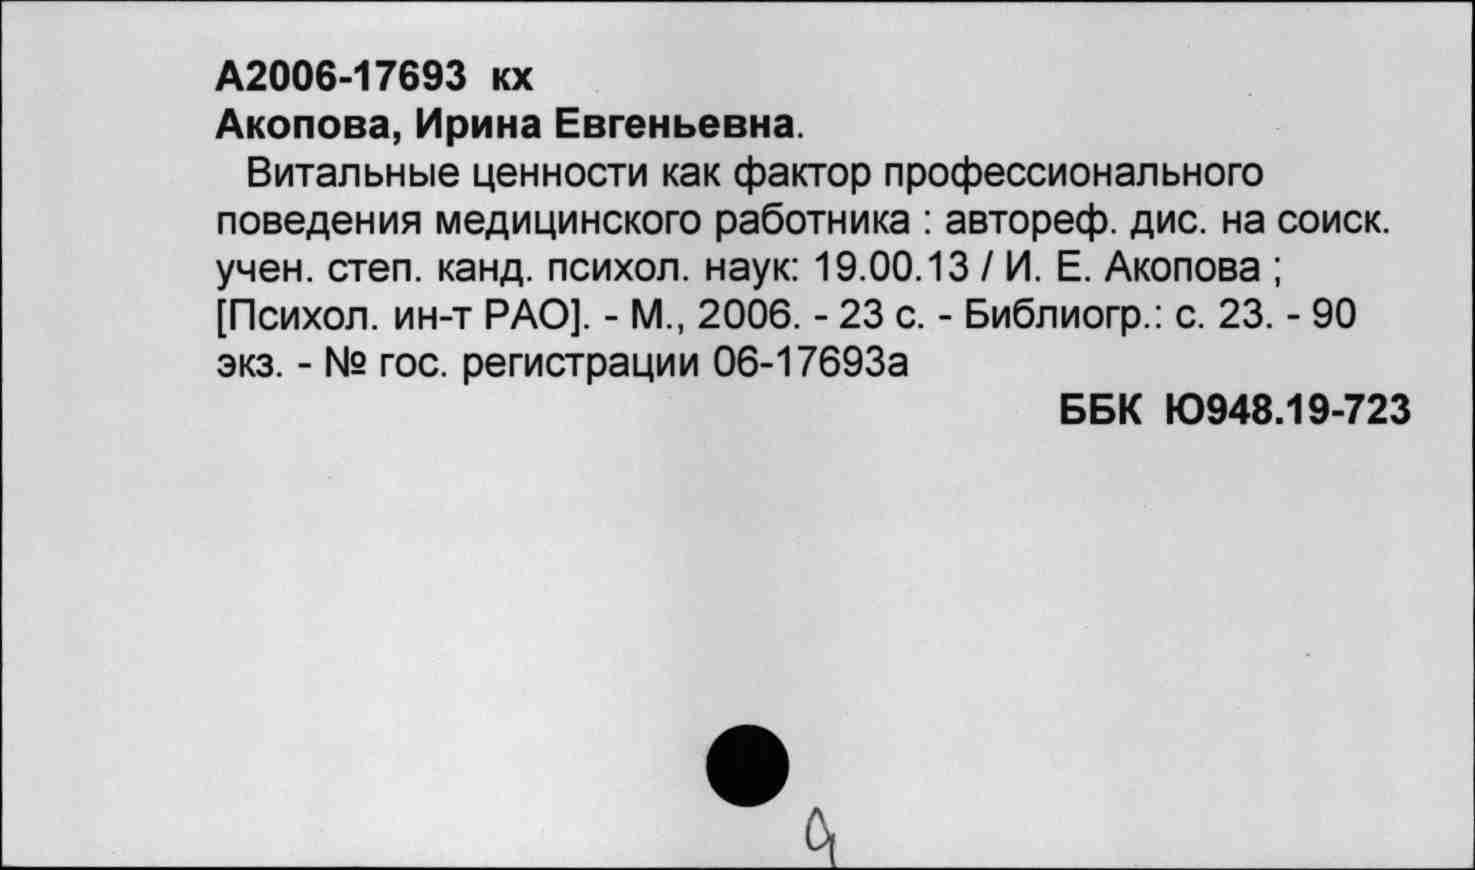 А2006-17693 кх
Акопова, Ирина Евгеньевна.
Витальные ценности как фактор профессионального
поведения медицинского работника : автореф. дис. на соиск.
учен. степ. канд. психол. наук: 19.00.13 / И. Е. Акопова ;
[Психол. ин-т РАО]. - М., 2006. - 23 с. - Библиогр.: с. 23. - 90
экз. - № гос. регистрации 06-17693а
ББК Ю948.19-723